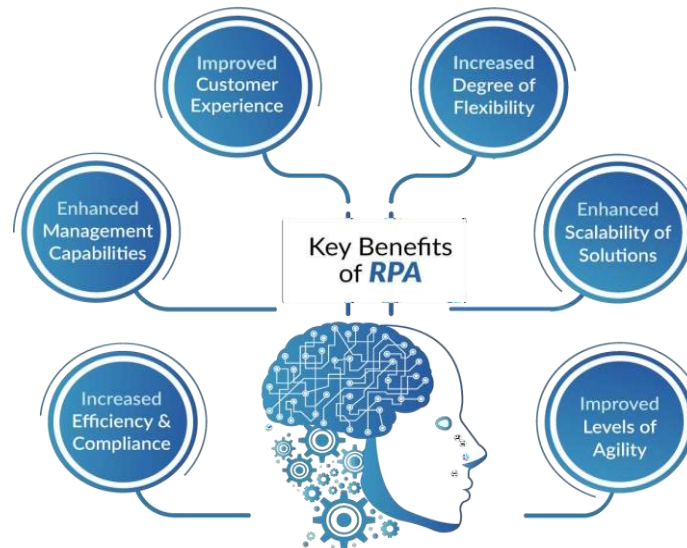 Improved
Customer
Experience
Increased
Degree of
Flexibility
Enhanced
Management
Capabilities
Key Benefits
of RPA
Enhanced
Scalability of
Solutions
Increased
Efficiency &
Compliance
Improved
Levels of
Agility